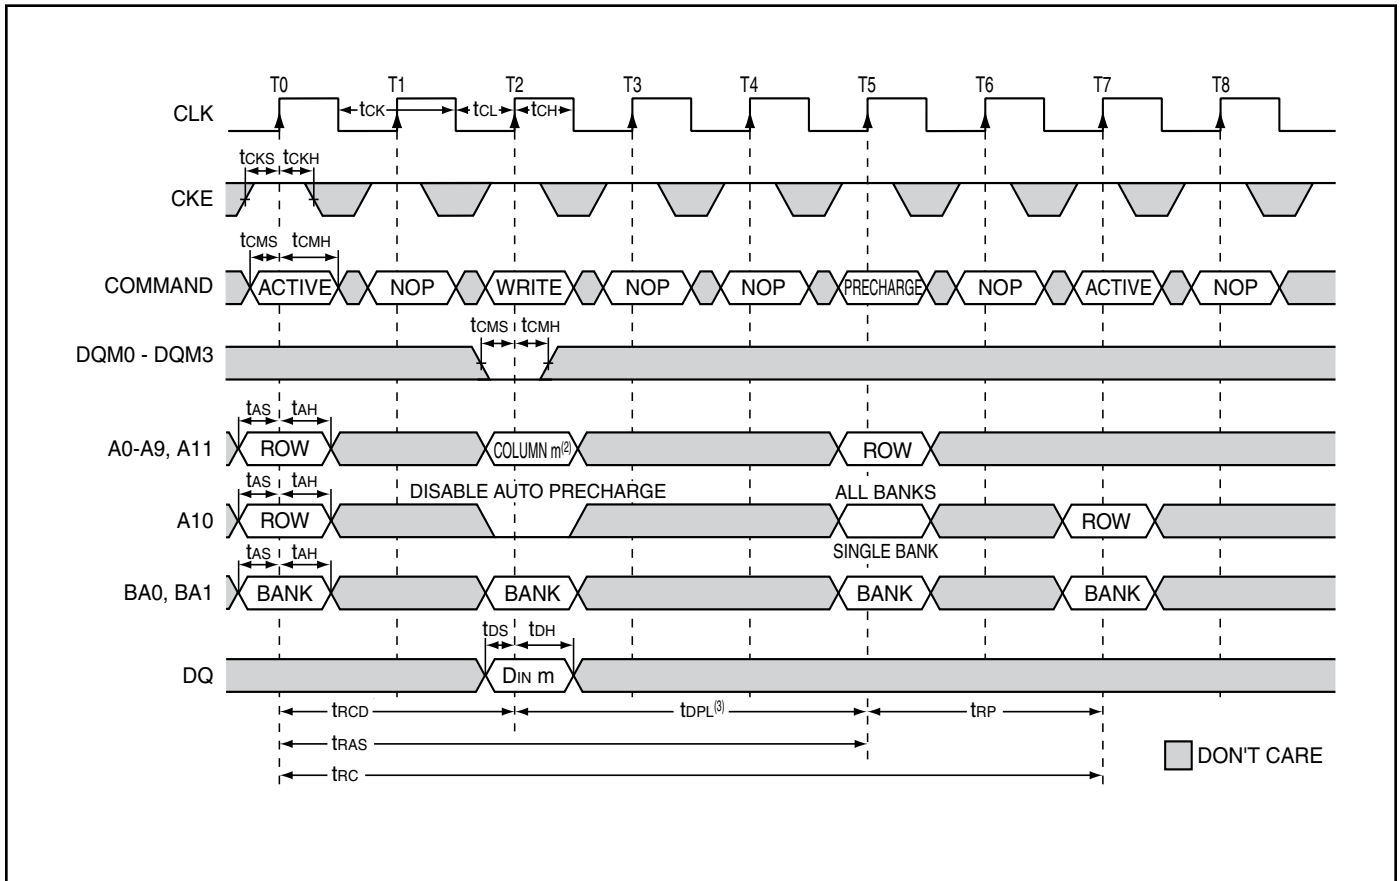 T0 T1 T2 T3 T4 T5 T6 T7 T8
CLK tCK tCL tCH
tCKS tCKH
CKE
tCMS tCMH
COMMAND ACTIVE NOP WRITE NOP NOP PRECHARGE NOP ACTIVE NOP
tCMS tCMH
DQM0 - DQM3
tAS tAH
A0-A9, A11 ROW COLUMN m(2) ROW
tAS tAH DISABLE AUTO PRECHARGE ALL BANKS
A10 ROW ROW
tAS tAH SINGLE BANK
BA0, BA1 BANK BANK BANK BANK
tDS tDH
DQ DIN m
tRCD tDPL(3) tRP
tRAS
DON'T CARE
tRC